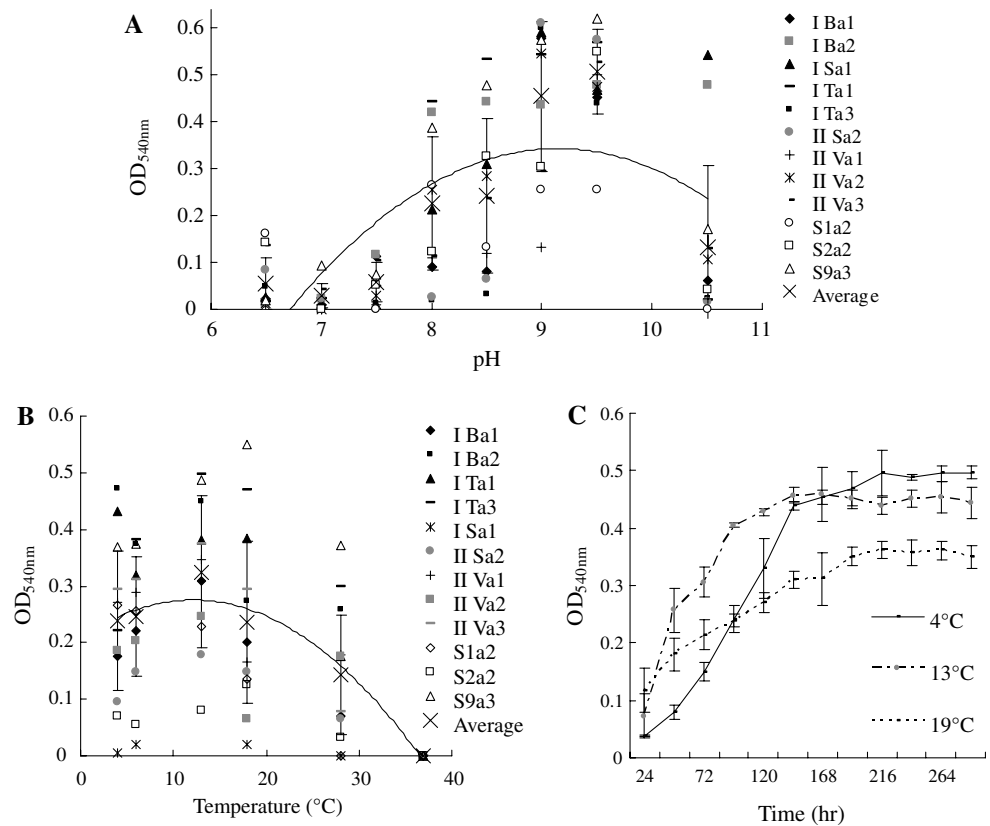 A
0.6
0.5
0.4
0.3
0.2
0.1
0
OD540nm
6
7
8
9
10
11
pH
I Ba1
I Ba2
I Sa1
I Ta1
I Ta3
II Sa2
II Va1
II Va2
II Va3
S1a2
S2a2
S9a3
Average
B
0.6
0.5
0.4
0.3
0.2
0.1
0
OD540nm
0
10
20
30
40
Temperature (°C)
I Ba1
I Ba2
I Ta1
I Ta3
I Sa1
II Sa2
II Va1
II Va2
II Va3
S1a2
S2a2
S9a3
Average
C
0.6
0.5
0.4
0.3
0.2
0.1
0
OD540nm
24
72
120
168
216
264
Time (hr)
4°C
13°C
19°C